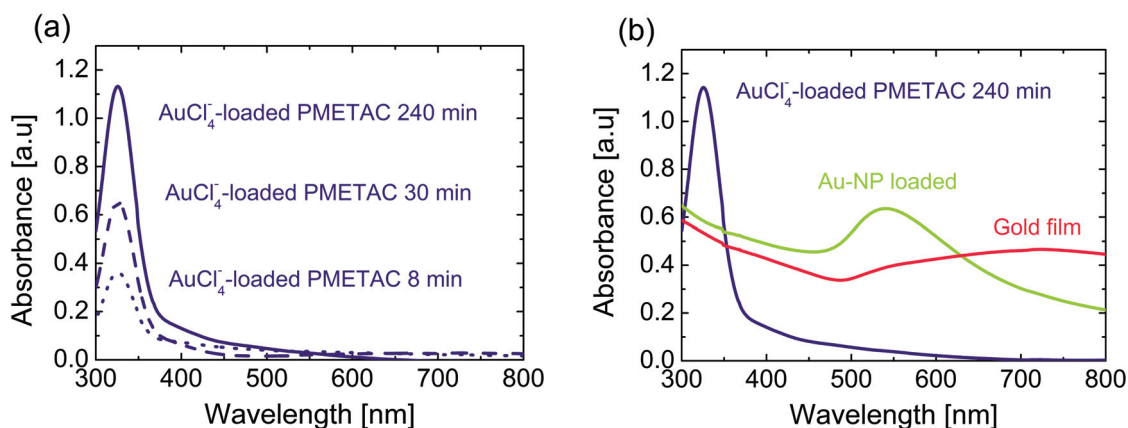 (a)
1.2
1.0
0.8
0.6
0.4
0.2
0.0
Absorbance [a.u]
AuCl₄⁻-loaded PMETAC 240 min
AuCl₄⁻-loaded PMETAC 30 min
AuCl₄⁻-loaded PMETAC 8 min
300 400 500 600 700 800
Wavelength [nm]
(b)
1.2
1.0
0.8
0.6
0.4
0.2
0.0
Absorbance [a.u]
AuCl₄⁻-loaded PMETAC 240 min
Au-NP loaded
Gold film
300 400 500 600 700 800
Wavelength [nm]